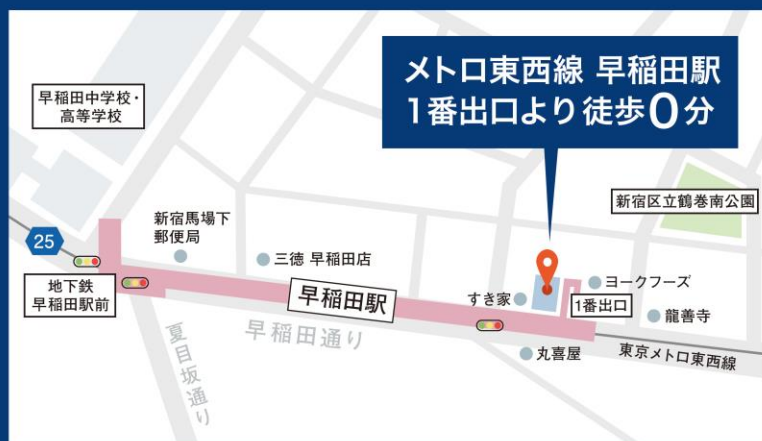 メトロ東西線 早稲田駅
1番出口より徒歩0分
早稲田中学校・
高等学校
新宿区立鶴巻南公園
新宿馬場下
郵便局
25
三徳 早稲田店
地下鉄
早稲田駅前
早稲田駅
すき家
ヨークフーズ
1番出口
龍善寺
早稲田通り
夏目坂通り
丸喜屋
東京メトロ東西線